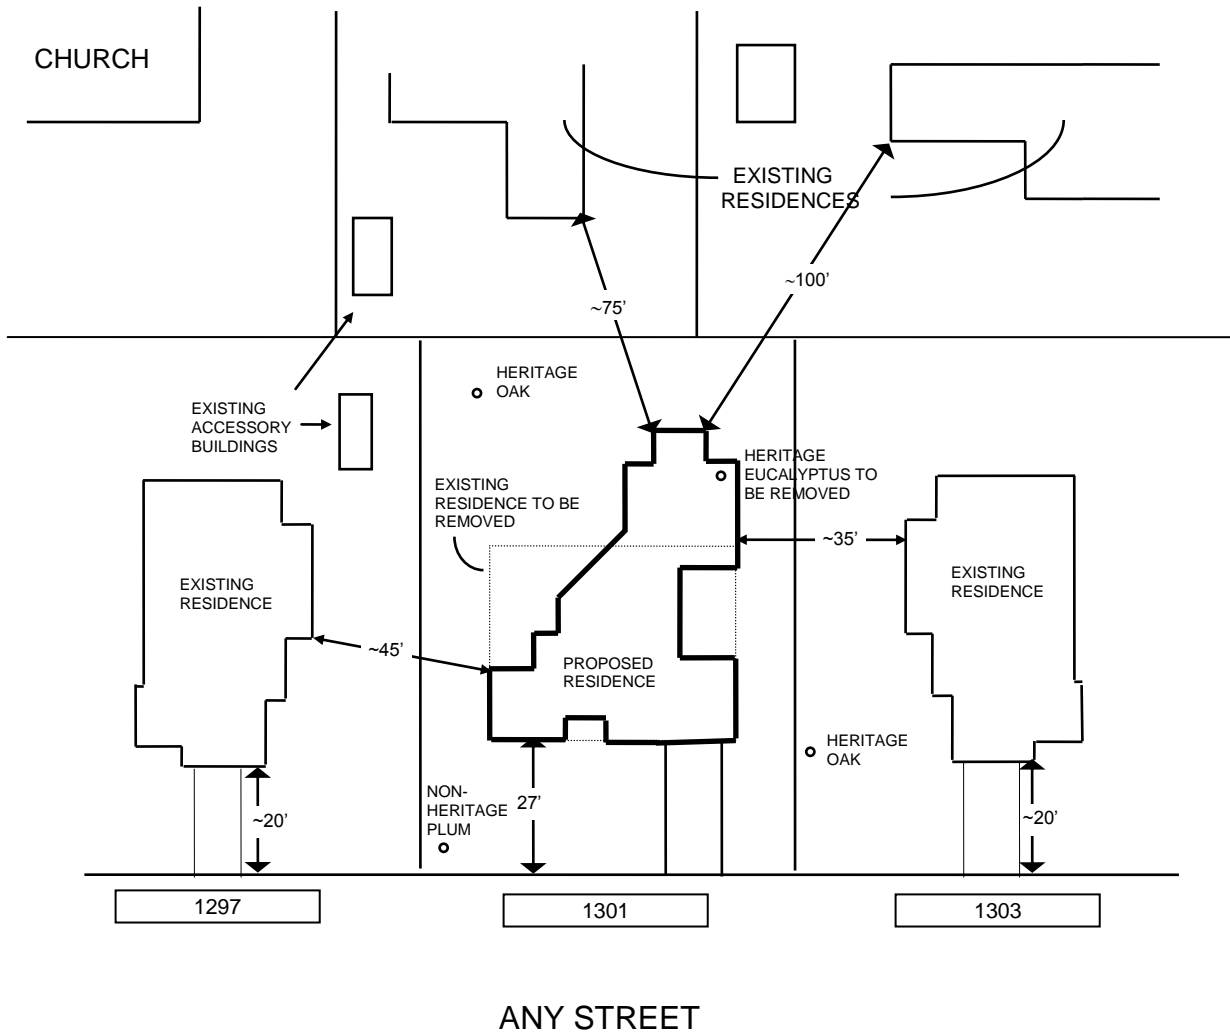 CHURCH
EXISTING
RESIDENCES
~100’
~75’
HERITAGE
OAK
EXISTING
ACCESSORY
BUILDINGS
EXISTING
RESIDENCE TO BE
REMOVED
HERITAGE
EUCALYPTUS TO
BE REMOVED
~35’
EXISTING
RESIDENCE
EXISTING
RESIDENCE
~45’
PROPOSED
RESIDENCE
HERITAGE
OAK
NON-
HERITAGE
PLUM
27’
~20’
~20’
1297
1301
1303
ANY STREET